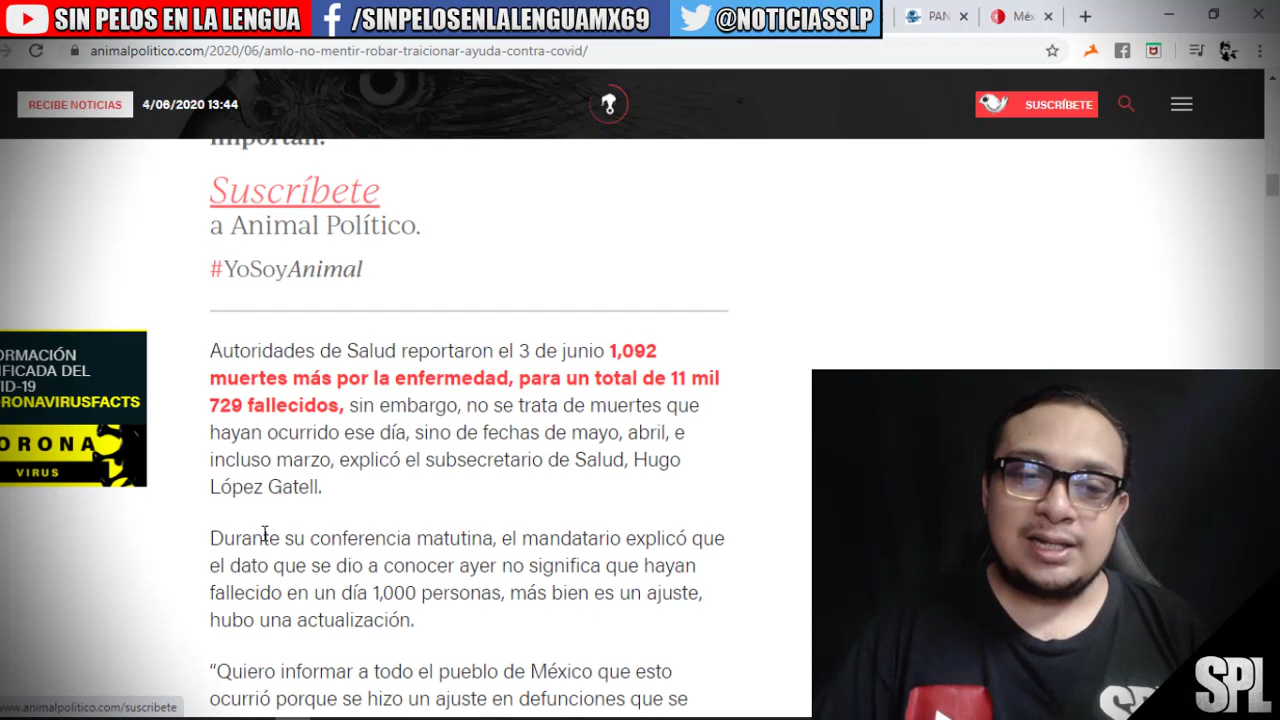 SIN PELOS EN LA LENGUA
/SINPELOSENLALENGUAMX69
@NOTICIASSLP
PAN
Méx
animalpolitico.com/2020/06/amlo-no-mentir-robar-traicionar-ayuda-contra-covid/
RECIBE NOTICIAS
4/06/2020 13:44
SUSCRÍBETE
importan.
Suscríbete
a Animal Político.
#YoSoyAnimal
Autoridades de Salud reportaron el 3 de junio 1,092
muertes más por la enfermedad, para un total de 11 mil
729 fallecidos, sin embargo, no se trata de muertes que
hayan ocurrido ese día, sino de fechas de mayo, abril, e
incluso marzo, explicó el subsecretario de Salud, Hugo
López Gatell.
ORMACIÓN
IFICADA DEL
VID-19
ORONAVIRUSFACTS
CORONA
VIRUS
Durante su conferencia matutina, el mandatario explicó que
el dato que se dio a conocer ayer no significa que hayan
fallecido en un día 1,000 personas, más bien es un ajuste,
hubo una actualización.
“Quiero informar a todo el pueblo de México que esto
ocurrió porque se hizo un ajuste en defunciones que se
www.animalpolitico.com/suscribete
SPL